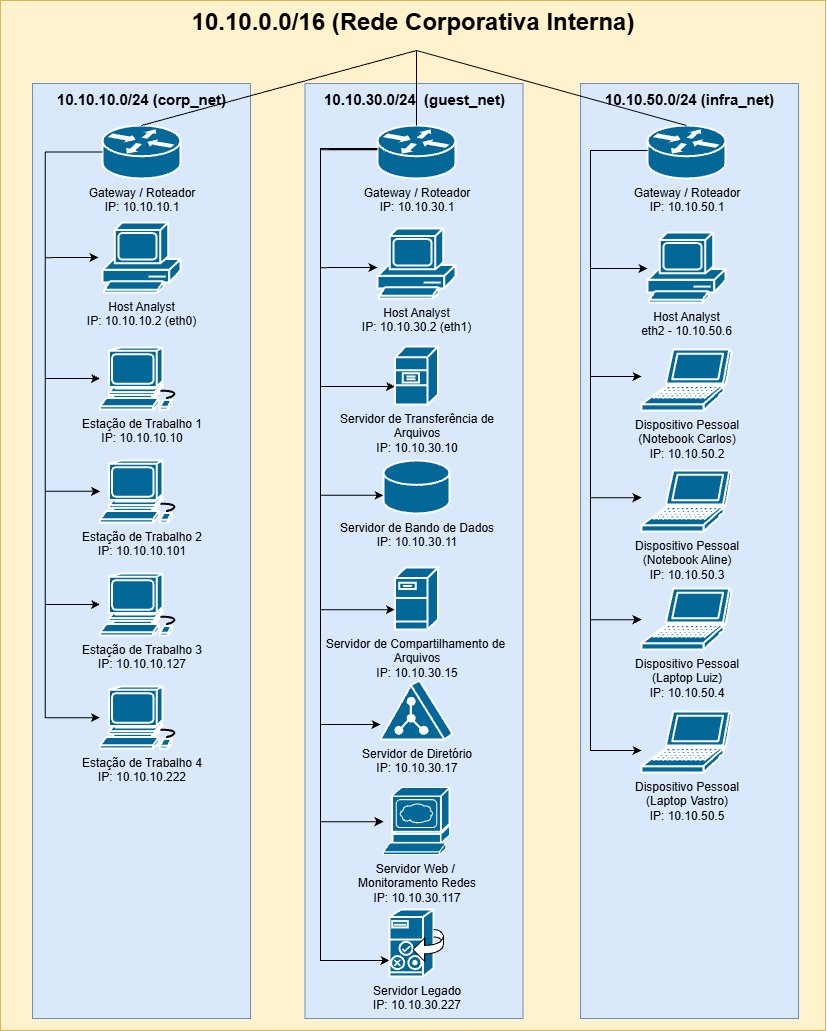 10.10.0.0/16 (Rede Corporativa Interna)
10.10.10.0/24 (corp_net)
Gateway / Roteador
IP: 10.10.10.1
Host Analyst
IP: 10.10.10.2 (eth0)
Estação de Trabalho 1
IP: 10.10.10.10
Estação de Trabalho 2
IP: 10.10.10.101
Estação de Trabalho 3
IP: 10.10.10.127
Estação de Trabalho 4
IP: 10.10.10.222
10.10.30.0/24 (guest_net)
Gateway / Roteador
IP: 10.10.30.1
Host Analyst
IP: 10.10.30.2 (eth1)
Servidor de Transferência de
Arquivos
IP: 10.10.30.10
Servidor de Bando de Dados
IP: 10.10.30.11
Servidor de Compartilhamento de
Arquivos
IP: 10.10.30.15
Servidor de Diretório
IP: 10.10.30.17
Servidor Web /
Monitoramento Redes
IP: 10.10.30.117
Servidor Legado
IP: 10.10.30.227
10.10.50.0/24 (infra_net)
Gateway / Roteador
IP: 10.10.50.1
Host Analyst
eth2 - 10.10.50.6
Dispositivo Pessoal
(Notebook Carlos)
IP: 10.10.50.2
Dispositivo Pessoal
(Notebook Aline)
IP: 10.10.50.3
Dispositivo Pessoal
(Laptop Luiz)
IP: 10.10.50.4
Dispositivo Pessoal
(Laptop Vastro)
IP: 10.10.50.5